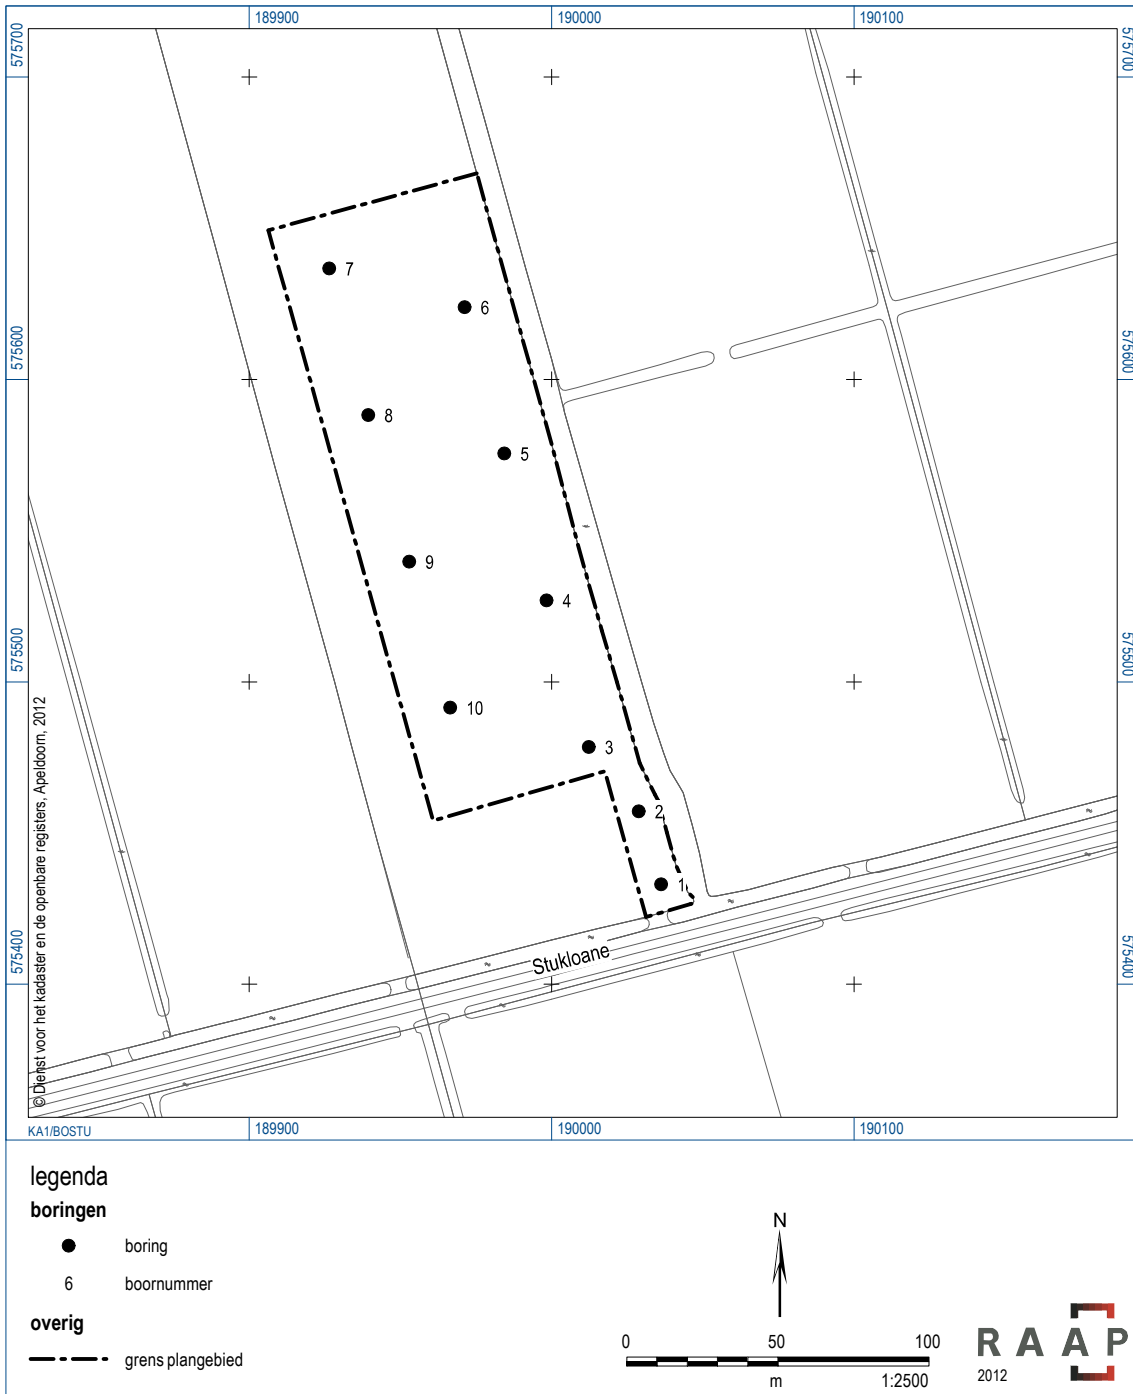 189900 190000 190100
575700 575700
7
6
575600 575600
8
5
9
4
575500 575500
10
3
2
1
Stukloane
575400 575400
© Dienst voor het kadaster en de openbare registers, Apeldoorn, 2012
KA1/BOSTU
189900 190000 190100
legenda
boringen
boring
6 boornummer
overig
grens plangebied
N
0 50 100
m 1:2500
RAAP
2012